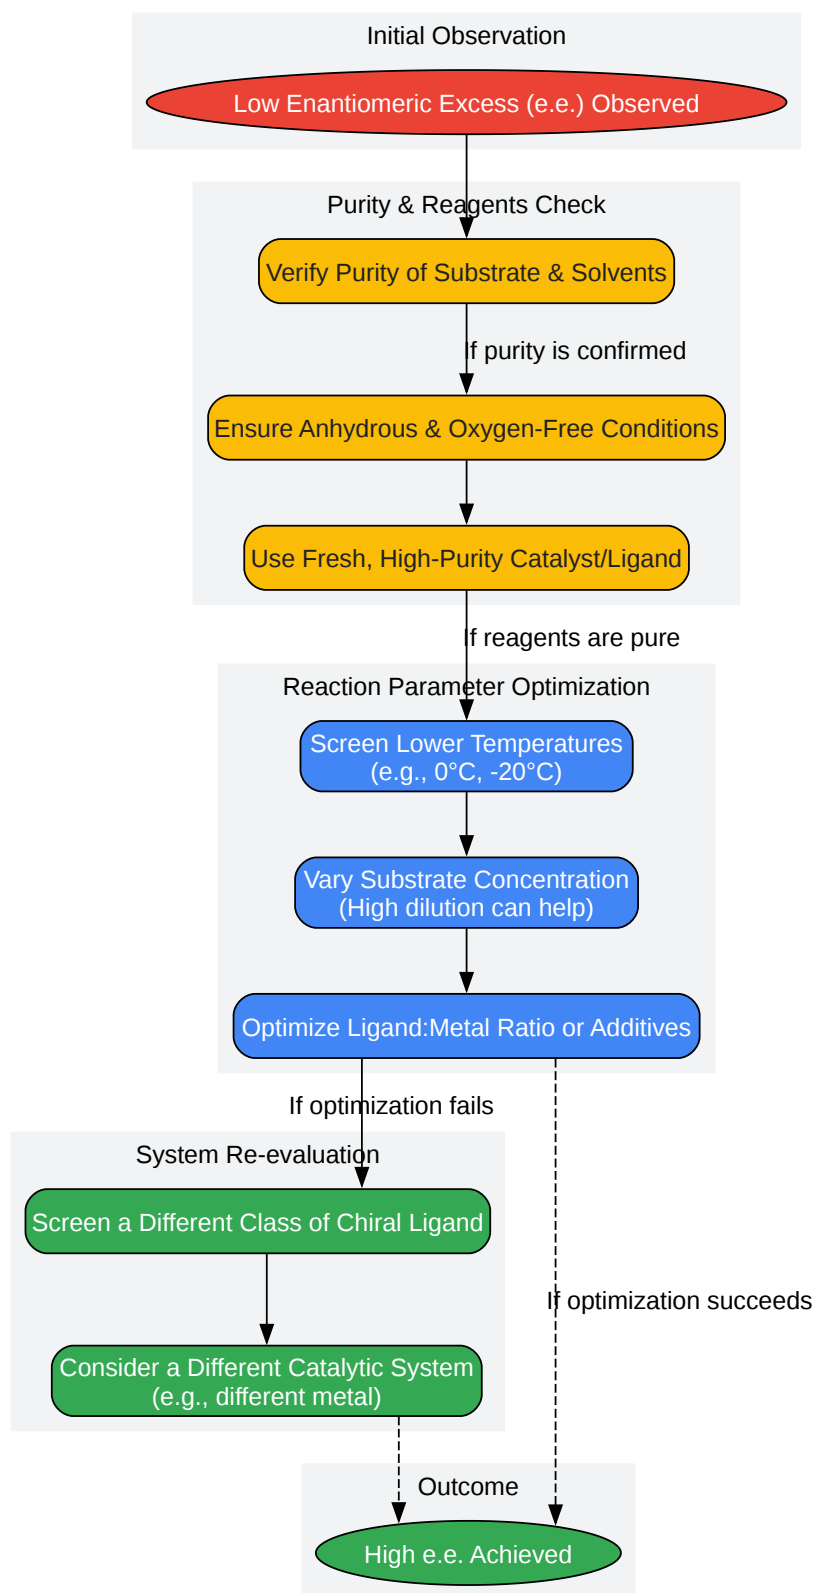 Initial Observation
Low Enantiomeric Excess (e.e.) Observed
Purity & Reagents Check
Verify Purity of Substrate & Solvents
If purity is confirmed
Ensure Anhydrous & Oxygen-Free Conditions
Use Fresh, High-Purity Catalyst/Ligand
If reagents are pure
Reaction Parameter Optimization
Screen Lower Temperatures
(e.g., 0°C, -20°C)
Vary Substrate Concentration
(High dilution can help)
Optimize Ligand:Metal Ratio or Additives
If optimization fails
System Re-evaluation
Screen a Different Class of Chiral Ligand
If optimization succeeds
Consider a Different Catalytic System
(e.g., different metal)
Outcome
High e.e. Achieved